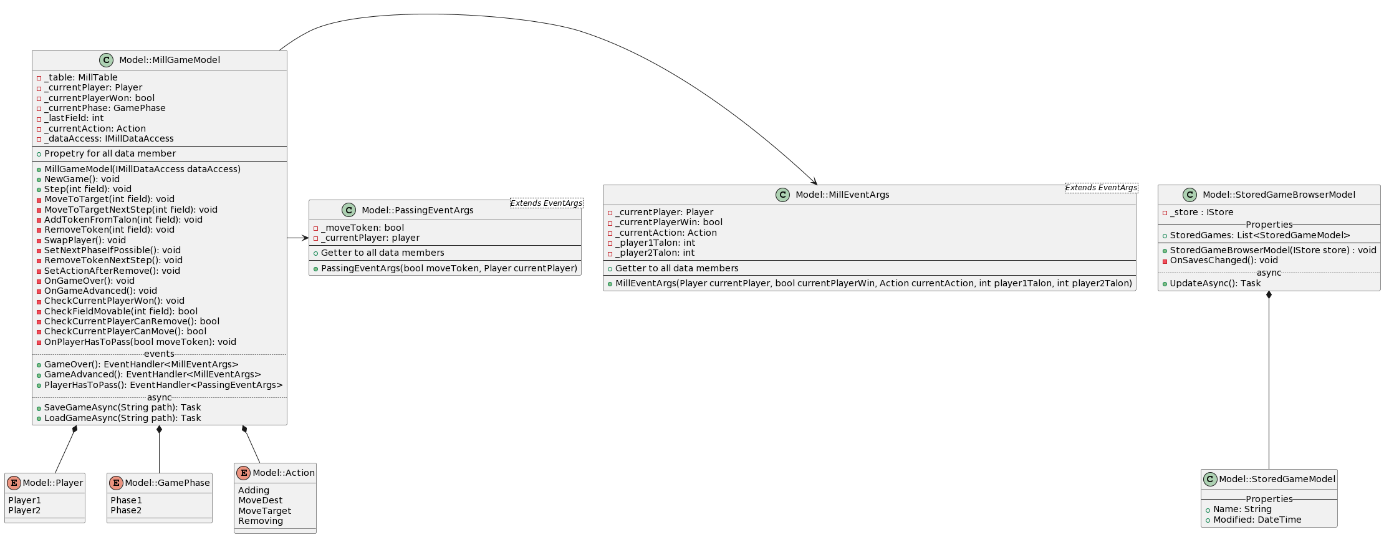 C Model::MillGameModel
_table: MillTable
_currentPlayer: Player
_currentPlayerWon: bool
_currentPhase: GamePhase
_lastField: int
_currentAction: Action
_dataAccess: IMillDataAccess
Propetry for all data member
MillGameModel(IMillDataAccess dataAccess)
NewGame(): void
Step(int field): void
MoveToTarget(int field): void
MoveToTargetNextStep(int field): void
AddTokenFromTalon(int field): void
RemoveToken(int field): void
SwapPlayer(): void
SetNextPhaseIfPossible(): void
RemoveTokenNextStep(): void
SetActionAfterRemove(): void
OnGameOver(): void
OnGameAdvanced(): void
CheckCurrentPlayerWon(): void
CheckFieldMovable(int field): bool
CheckCurrentPlayerCanRemove(): bool
CheckCurrentPlayerCanMove(): bool
OnPlayerHasToPass(bool moveToken): void
events
GameOver(): EventHandler<MillEventArgs>
GameAdvanced(): EventHandler<MillEventArgs>
PlayerHasToPass(): EventHandler<PassingEventArgs>
async
SaveGameAsync(String path): Task
LoadGameAsync(String path): Task
Extends EventArgs
C Model::PassingEventArgs
_moveToken: bool
_currentPlayer: player
Getter to all data members
PassingEventArgs(bool moveToken, Player currentPlayer)
Extends EventArgs
C Model::MillEventArgs
_currentPlayer: Player
_currentPlayerWin: bool
_currentAction: Action
_player1Talon: int
_player2Talon: int
Getter to all data members
MillEventArgs(Player currentPlayer, bool currentPlayerWin, Action currentAction, int player1Talon, int player2Talon)
C Model::StoredGameBrowserModel
_store : IStore
Properties
StoredGames: List<StoredGameModel>
StoredGameBrowserModel(IStore store) : void
OnSavesChanged(): void
async
UpdateAsync(): Task
E Model::Player
Player1
Player2
E Model::GamePhase
Phase1
Phase2
E Model::Action
Adding
MoveDest
MoveTarget
Removing
C Model::StoredGameModel
Properties
Name: String
Modified: DateTime